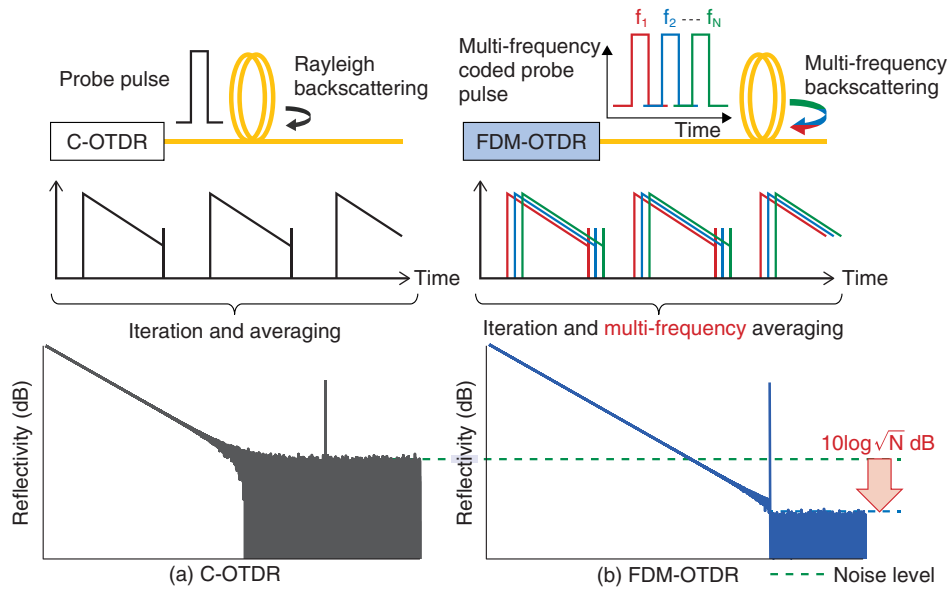 Probe pulse
Rayleigh
backscattering
C-OTDR
Time
Iteration and averaging
Reflectivity (dB)
(a) C-OTDR
f1 f2 ---- fN
Multi-frequency
coded probe
pulse
Time
Multi-frequency
backscattering
FDM-OTDR
Time
Iteration and multi-frequency averaging
Reflectivity (dB)
10log √N dB
(b) FDM-OTDR
Noise level